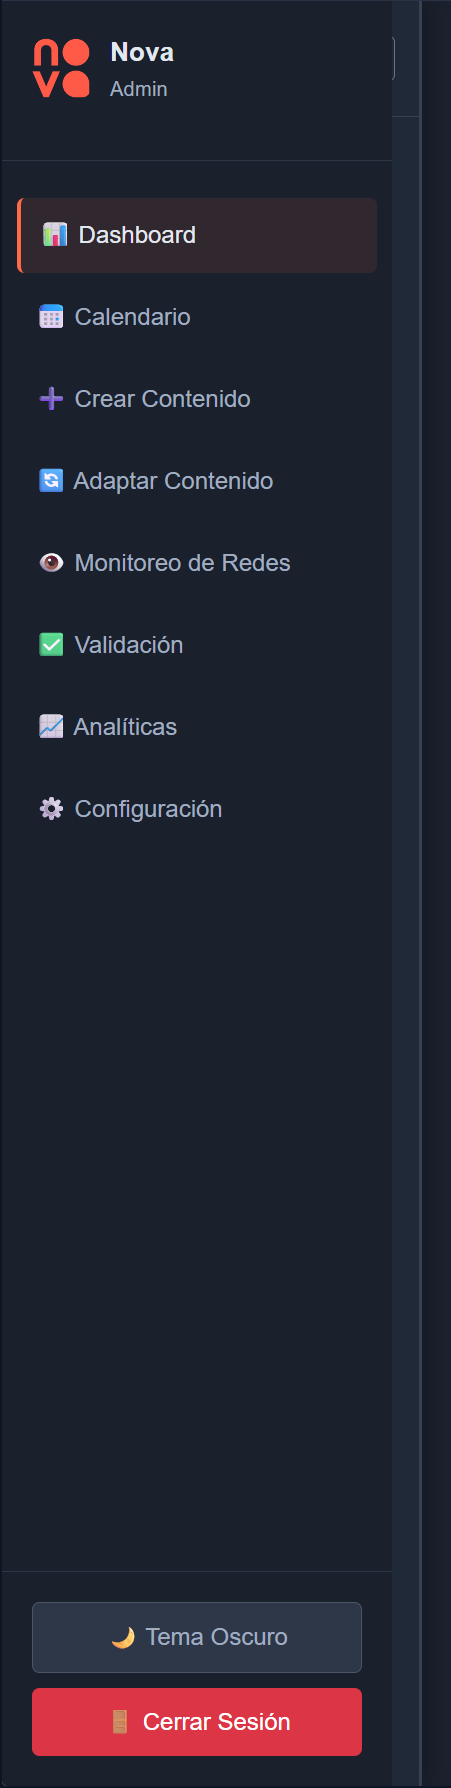 nova
Nova
Admin
Dashboard
Calendario
Crear Contenido
Adaptar Contenido
Monitoreo de Redes
Validación
Analíticas
Configuración
Tema Oscuro
Cerrar Sesión